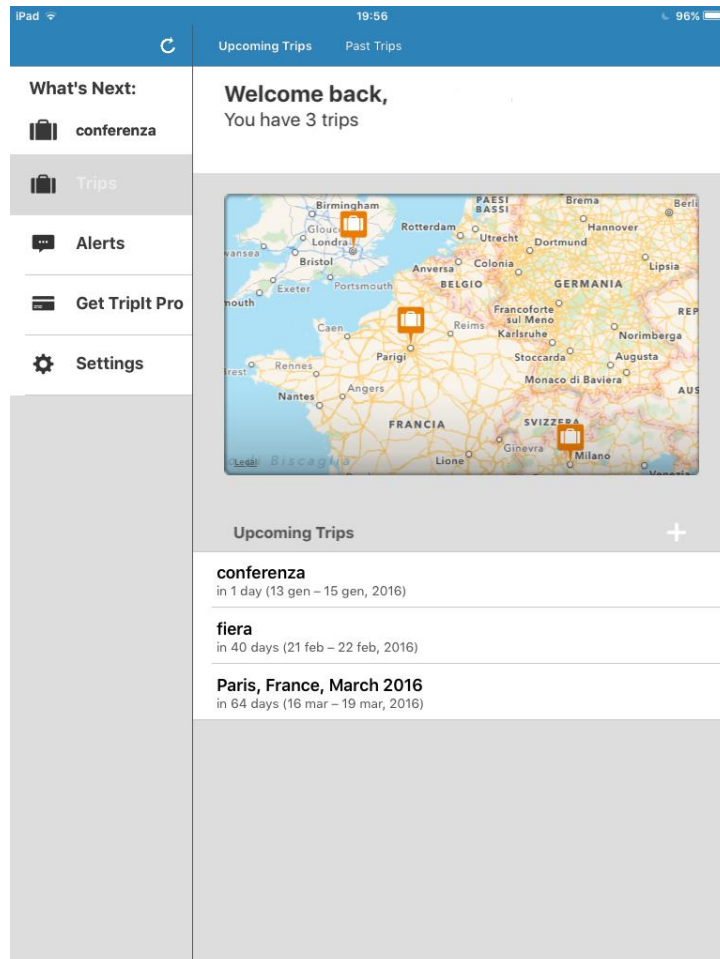 iPad 19:56 96%
Upcoming Trips Past Trips
What's Next:
conferenza
Trips
Alerts
Get TripIt Pro
Settings
Welcome back,
You have 3 trips
Birmingham
PAESI
BASSI
Brema
Hannover
Rotterdam
Utrecht
Londra
Dortmund
Bristol
Anversa
Colonia
Lipsia
Exeter
Portsmouth
BELGIO
GERMANIA
mouth
Francoforte
sul Meno
REP
Caen
Reims
Karlsruhe
Norimberga
Parigi
Stoccarda
Augusta
Rennes
Monaco di Baviera
Nantes
Angers
AUS
FRANCIA
SVIZZERA
Ginevra
Milano
Legal
Biscaglia
Lione
Upcoming Trips
+
conferenza
in 1 day (13 gen – 15 gen, 2016)
fiera
in 40 days (21 feb – 22 feb, 2016)
Paris, France, March 2016
in 64 days (16 mar – 19 mar, 2016)